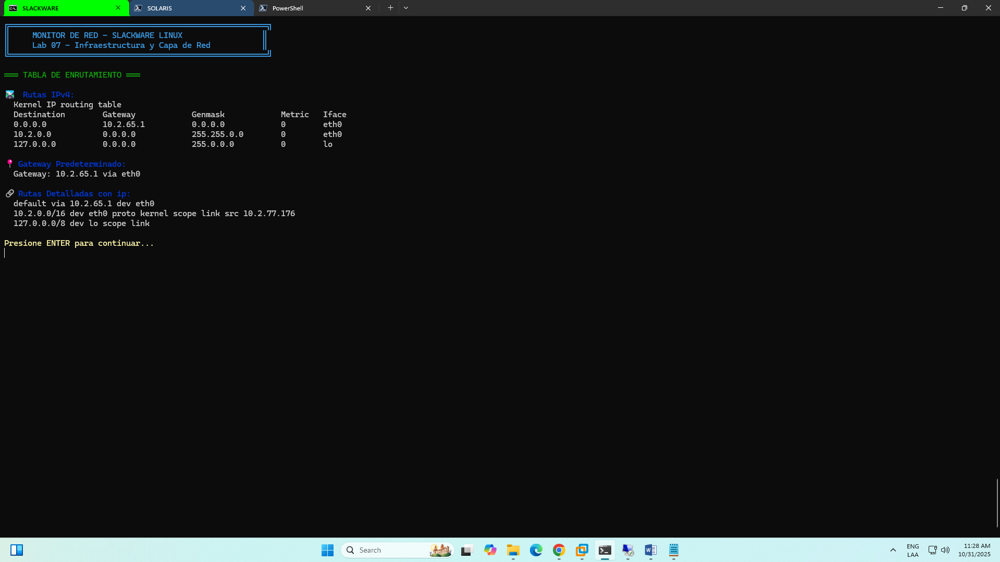 SLACKWARE
SOLARIS
PowerShell
MONITOR DE RED - SLACKWARE LINUX
Lab 07 - Infraestructura y Capa de Red
═══ TABLA DE ENRUTAMIENTO ═══
Rutas IPv4:
Kernel IP routing table
Destination Gateway Genmask Metric Iface
0.0.0.0 10.2.65.1 0.0.0.0 0 eth0
10.2.0.0 0.0.0.0 255.255.0.0 0 eth0
127.0.0.0 0.0.0.0 255.0.0.0 0 lo
Gateway Predeterminado:
Gateway: 10.2.65.1 via eth0
Rutas Detalladas con ip:
default via 10.2.65.1 dev eth0
10.2.0.0/16 dev eth0 proto kernel scope link src 10.2.77.176
127.0.0.0/8 dev lo scope link
Presione ENTER para continuar...
Search
ENG
LAA
11:28 AM
10/31/2025